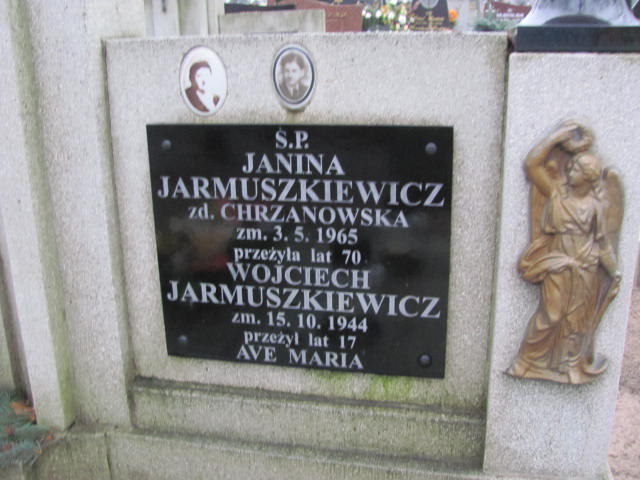 Ś.P.
JANINA
JARMUSZKIEWICZ
zd. CHRZANOWSKA
zm. 3. 5. 1965
przeżyła lat 70
WOJCIECH
JARMUSZKIEWICZ
zm. 15. 10. 1944
przeżył lat 17
AVE MARIA